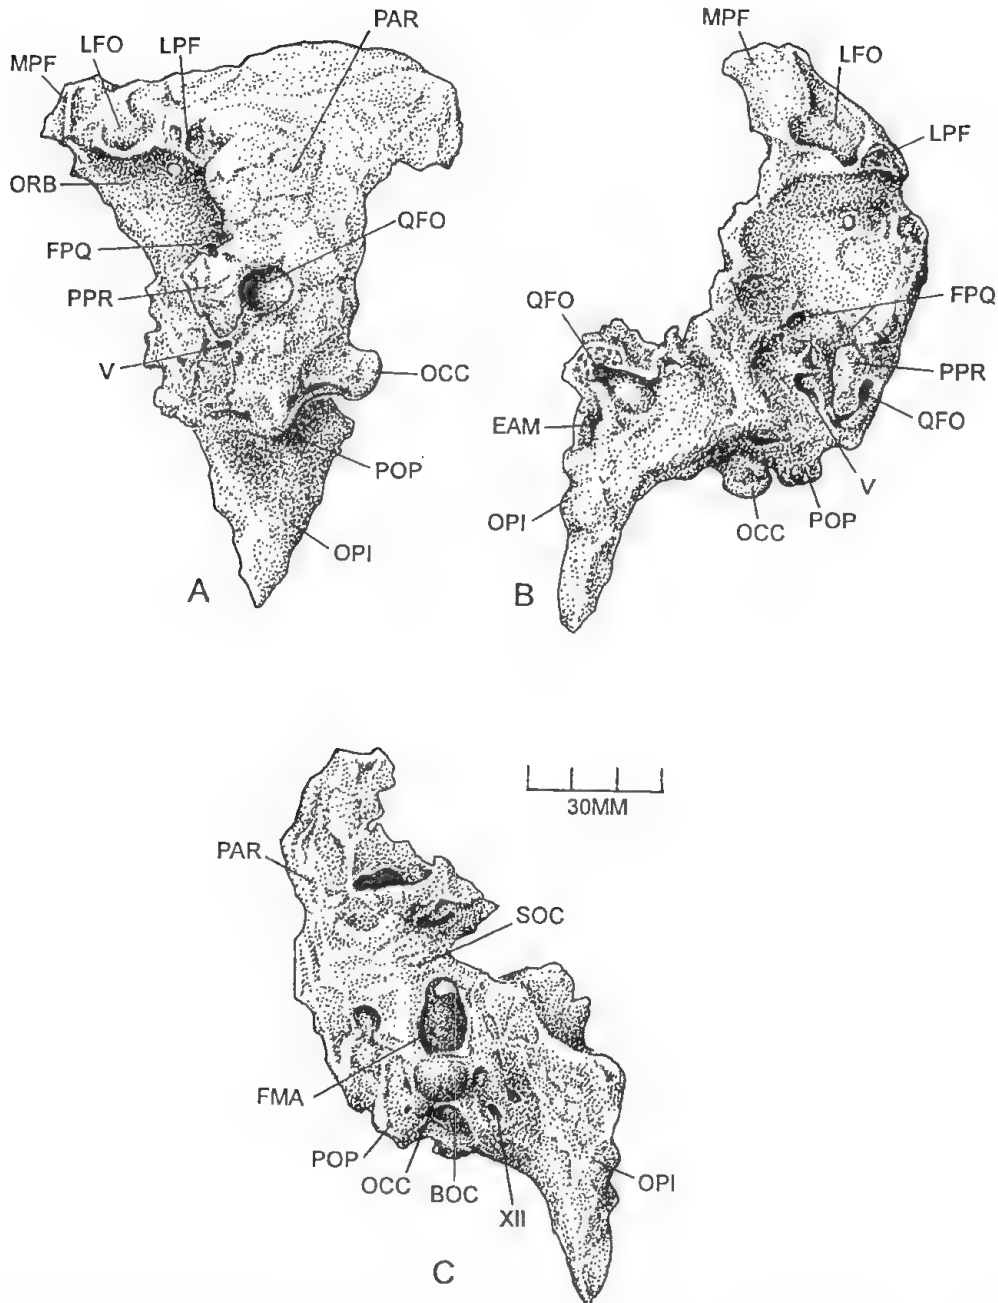 PAR
LFO
LPF
MPF
ORB
FPQ
PPR
V
QFO
OCC
POP
OPI
A
MPF
LFO
LPF
QFO
FPQ
PPR
EAM
QFO
OPI
V
OCC
POP
B
30MM
PAR
SOC
FMA
POP
OCC
BOC
XII
OPI
C